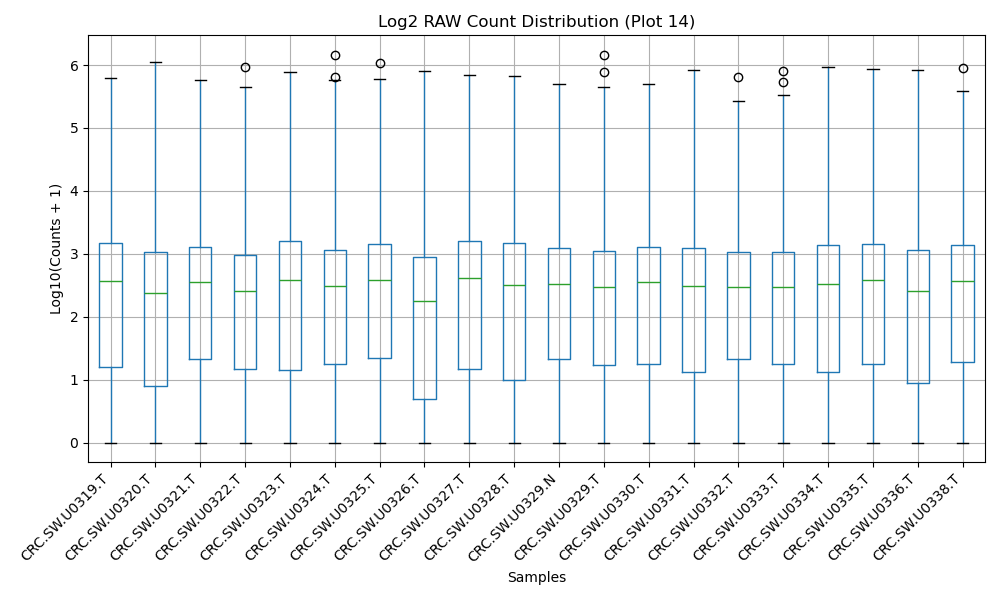 Log2 RAW Count Distribution (Plot 14)
Log10(Counts + 1)
6
5
4
3
2
1
0
CRC.SW.U0319.T
CRC.SW.U0320.T
CRC.SW.U0321.T
CRC.SW.U0322.T
CRC.SW.U0323.T
CRC.SW.U0324.T
CRC.SW.U0325.T
CRC.SW.U0326.T
CRC.SW.U0327.T
CRC.SW.U0328.T
CRC.SW.U0329.N
CRC.SW.U0329.T
CRC.SW.U0330.T
CRC.SW.U0331.T
CRC.SW.U0332.T
CRC.SW.U0333.T
CRC.SW.U0334.T
CRC.SW.U0335.T
CRC.SW.U0336.T
CRC.SW.U0338.T
Samples